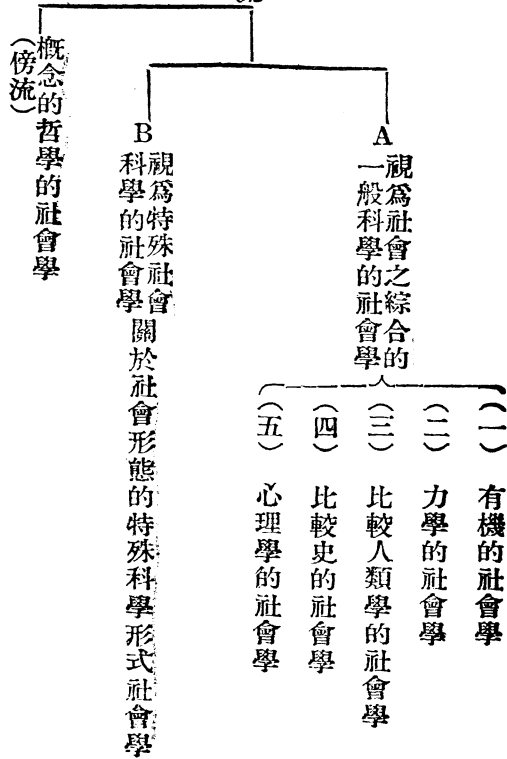 A
視爲社會之綜合的
一般科學的社會學
(一) 有機的社會學
(二) 力學的社會學
(三) 比較人類學的社會學
(四) 比較史的社會學
(五) 心理學的社會學
B
視爲特殊社會
科學的社會學
關於社會形態的特殊科學形式社會學
概念的哲學的社會學
(傍流)